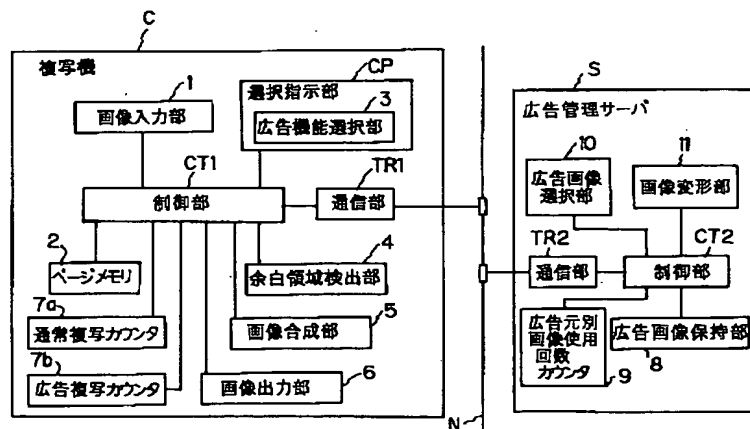 C
複写機
1
画像入力部
CP
選択指示部
3
広告機能選択部
CT1
制御部
TR1
通信部
2
ページメモリ
4
余白領域検出部
7a
通常複写カウンタ
5
画像合成部
7b
広告複写カウンタ
6
画像出力部
N
S
広告管理サーバ
10
広告画像
選択部
11
画像変形部
TR2
通信部
CT2
制御部
広告元別
画像使用
回数
カウンタ
9
広告画像保持部
8